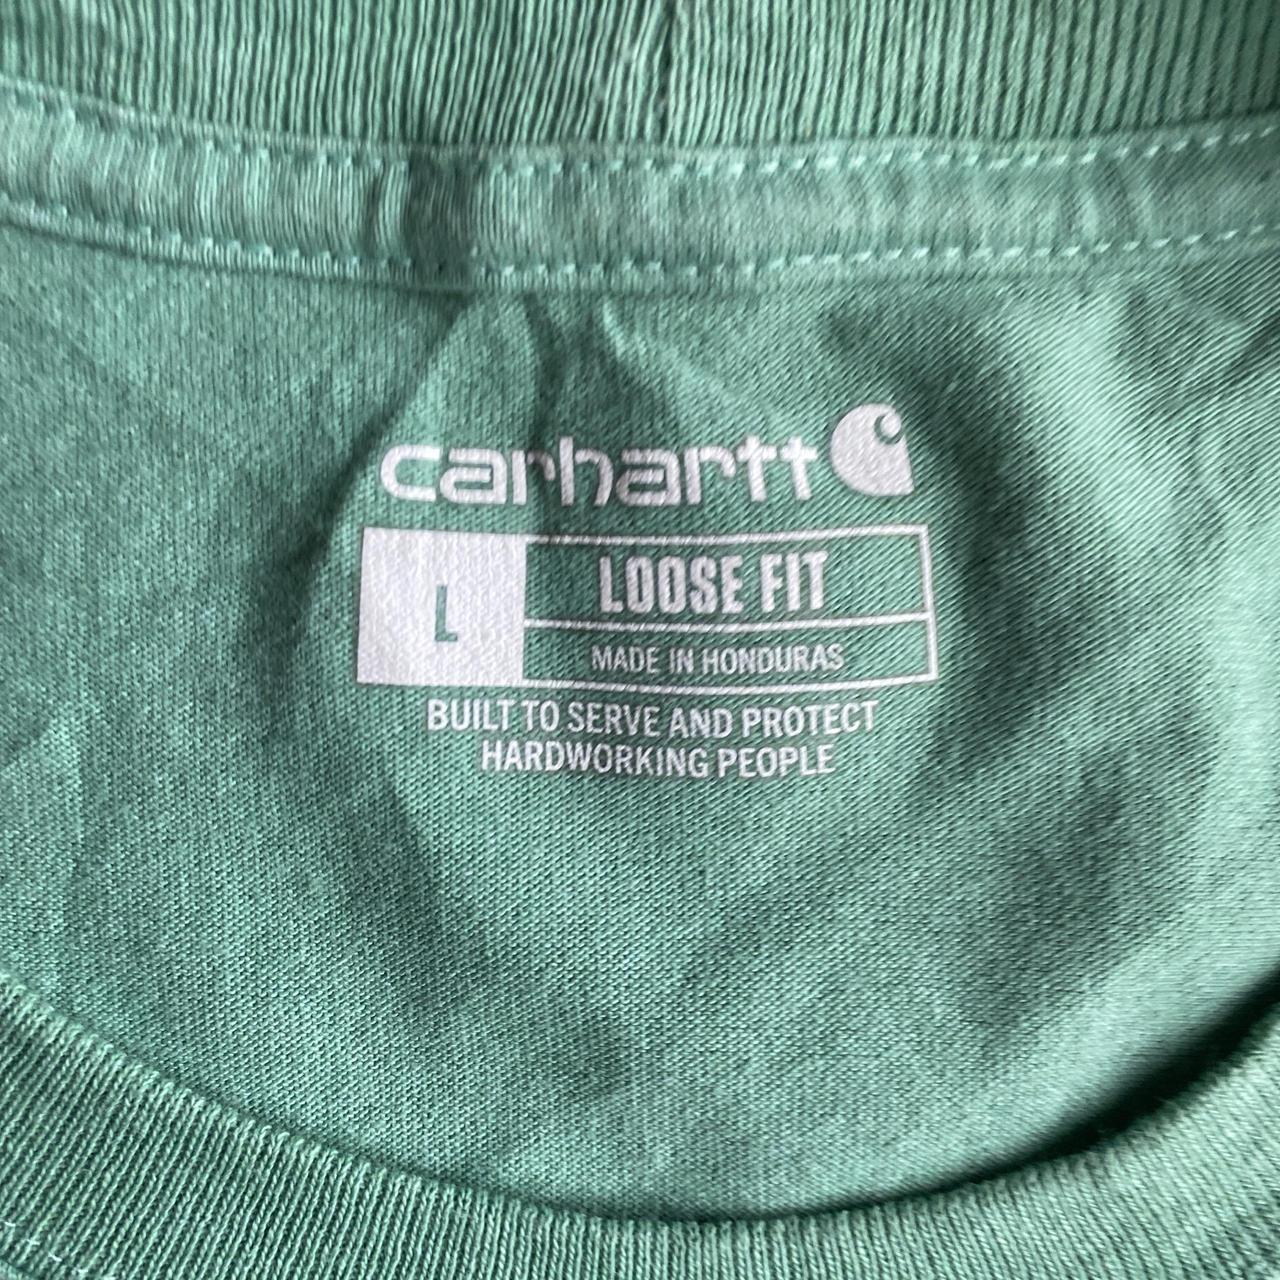 carhartt
L
LOOSE FIT
MADE IN HONDURAS
BUILT TO SERVE AND PROTECT
HARDWORKING PEOPLE